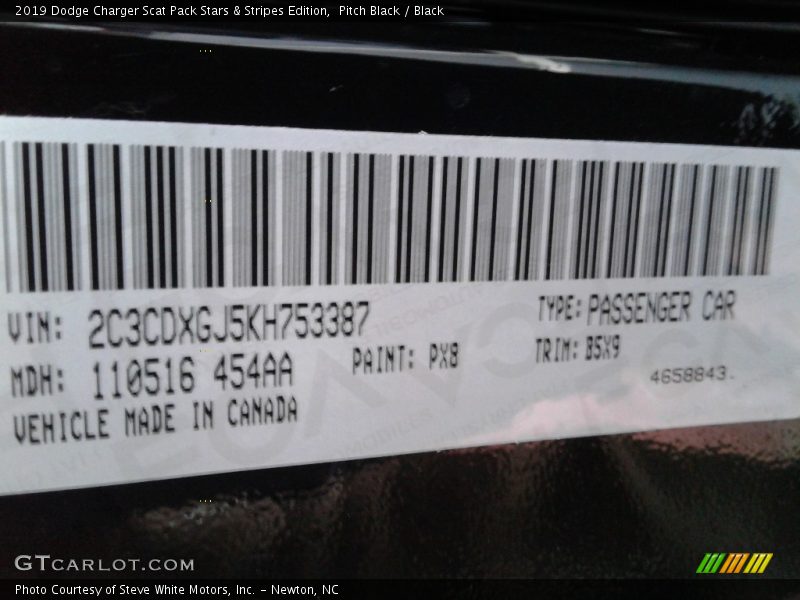 2019 Dodge Charger Scat Pack Stars & Stripes Edition, Pitch Black / Black
VIN: 2C3CDXGJ5KH753387 TYPE: PASSENGER CAR
MDH: 110516 454AA PAINT: PX8 TRIM: B5X9
4658843.
VEHICLE MADE IN CANADA
GTCARLOT.COM
Photo Courtesy of Steve White Motors, Inc. – Newton, NC